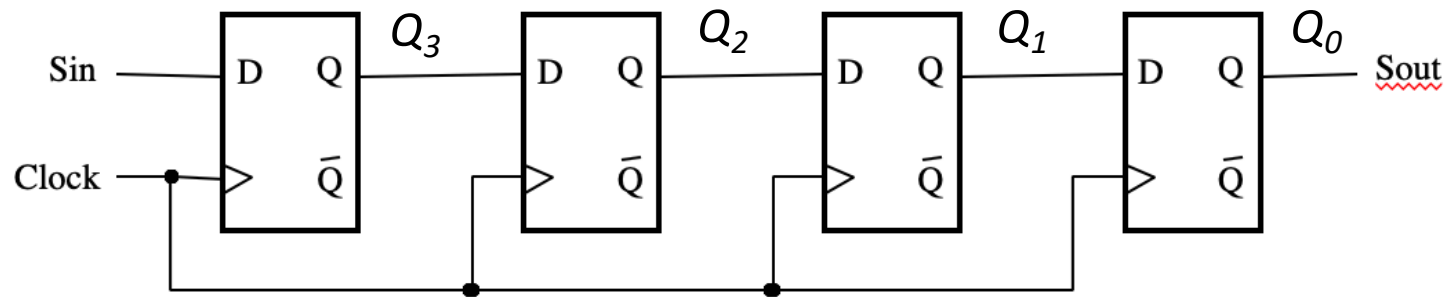 Q₃ Q₂ Q₁ Q₀
Sin D Q D Q D Q D Q Sout
Clock Q̅ Q̅ Q̅ Q̅